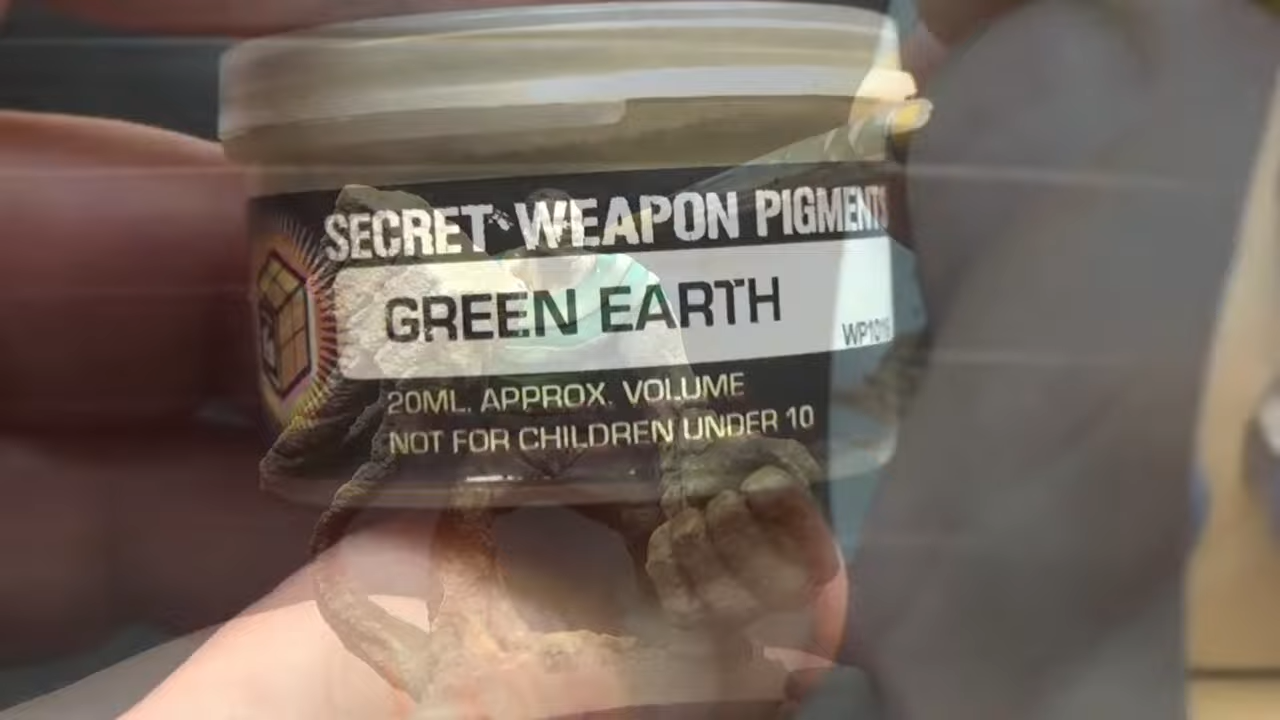 SECRET WEAPON PIGMENTS
GREEN EARTH
20ML. APPROX. VOLUME
NOT FOR CHILDREN UNDER 10